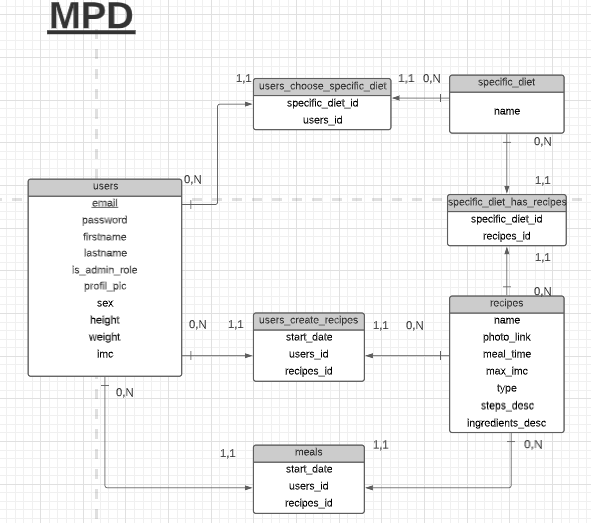 MPD
1,1
users_choose_specific_diet
specific_diet_id
users_id
1,1
0,N
specific_diet
name
0,N
1,1
specific_diet_has_recipes
specific_diet_id
recipes_id
1,1
0,N
users
email
password
firstname
lastname
is_admin_role
profil_pic
sex
height
weight
imc
0,N
0,N
1,1
users_create_recipes
start_date
users_id
recipes_id
1,1
0,N
recipes
name
photo_link
meal_time
max_imc
type
steps_desc
ingredients_desc
0,N
0,N
1,1
meals
start_date
users_id
recipes_id
1,1